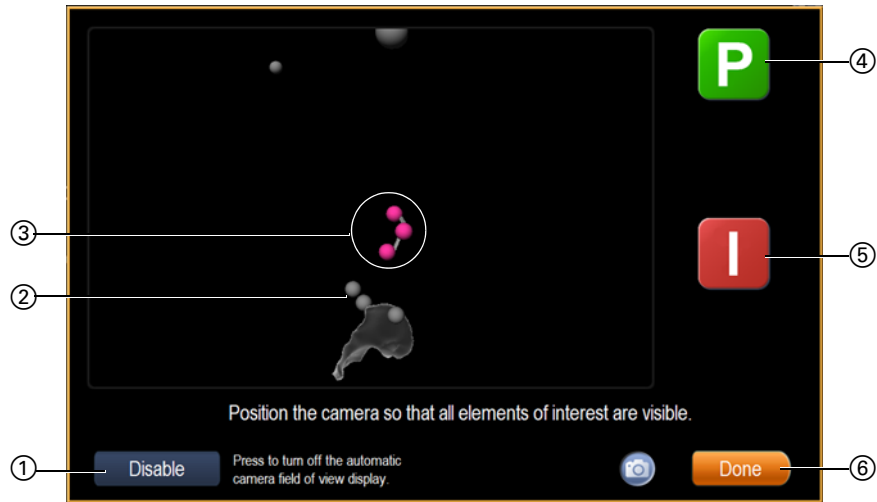 P
④
③
I
⑤
②
Position the camera so that all elements of interest are visible.
① Disable Press to turn off the automatic
camera field of view display.
Done ⑥